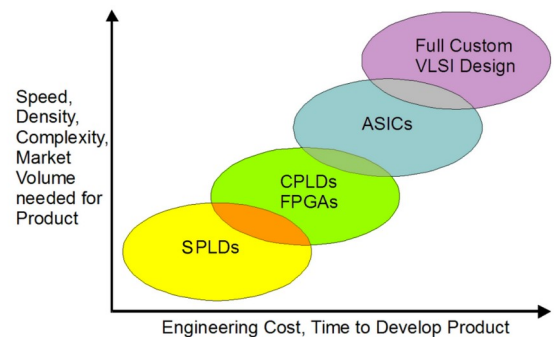 Full Custom
VLSI Design
Speed,
Density,
Complexity,
Market
Volume
needed for
Product
ASICs
CPLDs
FPGAs
SPLDs
Engineering Cost, Time to Develop Product